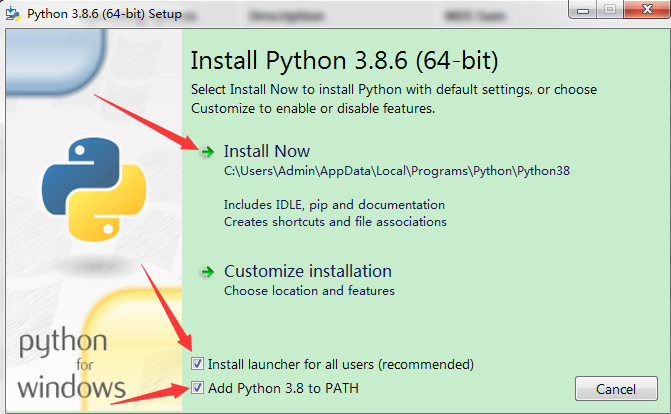 Python 3.8.6 (64-bit) Setup
Description
MD5 Sum
Install Python 3.8.6 (64-bit)
Select Install Now to install Python with default settings, or choose
Customize to enable or disable features.
Install Now
C:\Users\Admin\AppData\Local\Programs\Python\Python38
Includes IDLE, pip and documentation
Creates shortcuts and file associations
Customize installation
Choose location and features
Install launcher for all users (recommended)
Add Python 3.8 to PATH
Cancel
python
for
windows